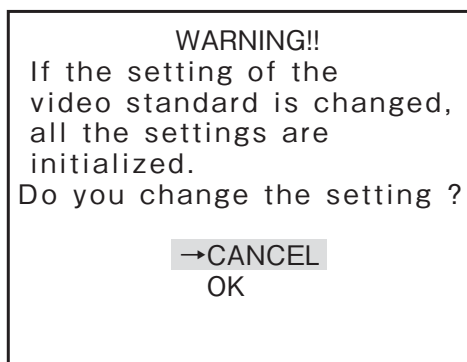 WARNING!!
If the setting of the
video standard is changed,
all the settings are
initialized.
Do you change the setting ?
→CANCEL
OK